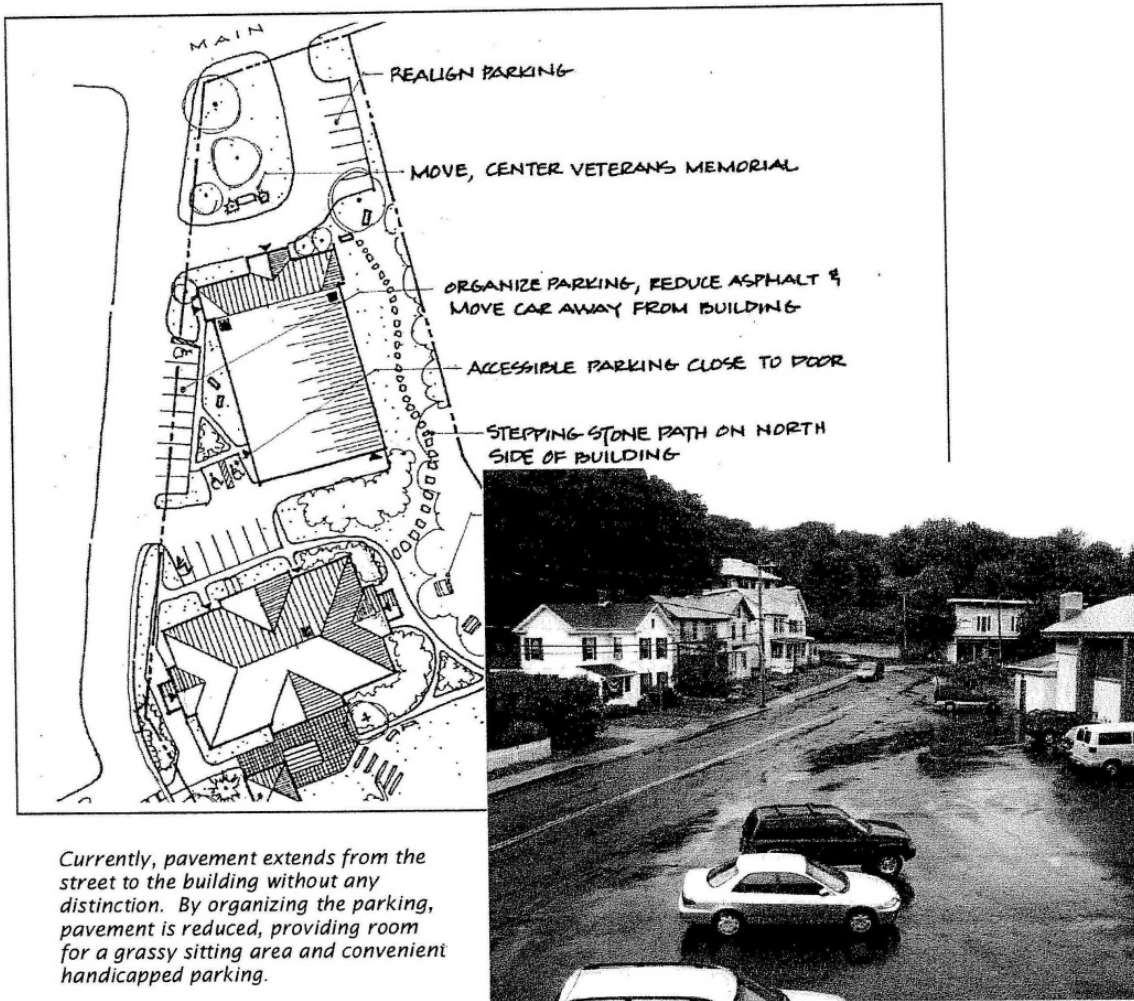 MAIN
REALIGN PARKING
MOVE, CENTER VETERANS MEMORIAL
ORGANIZE PARKING, REDUCE ASPHALT &
MOVE CAR AWAY FROM BUILDING
ACCESSIBLE PARKING CLOSE TO DOOR
STEPPING STONE PATH ON NORTH
SIDE OF BUILDING
Currently, pavement extends from the
street to the building without any
distinction. By organizing the parking,
pavement is reduced, providing room
for a grassy sitting area and convenient
handicapped parking.